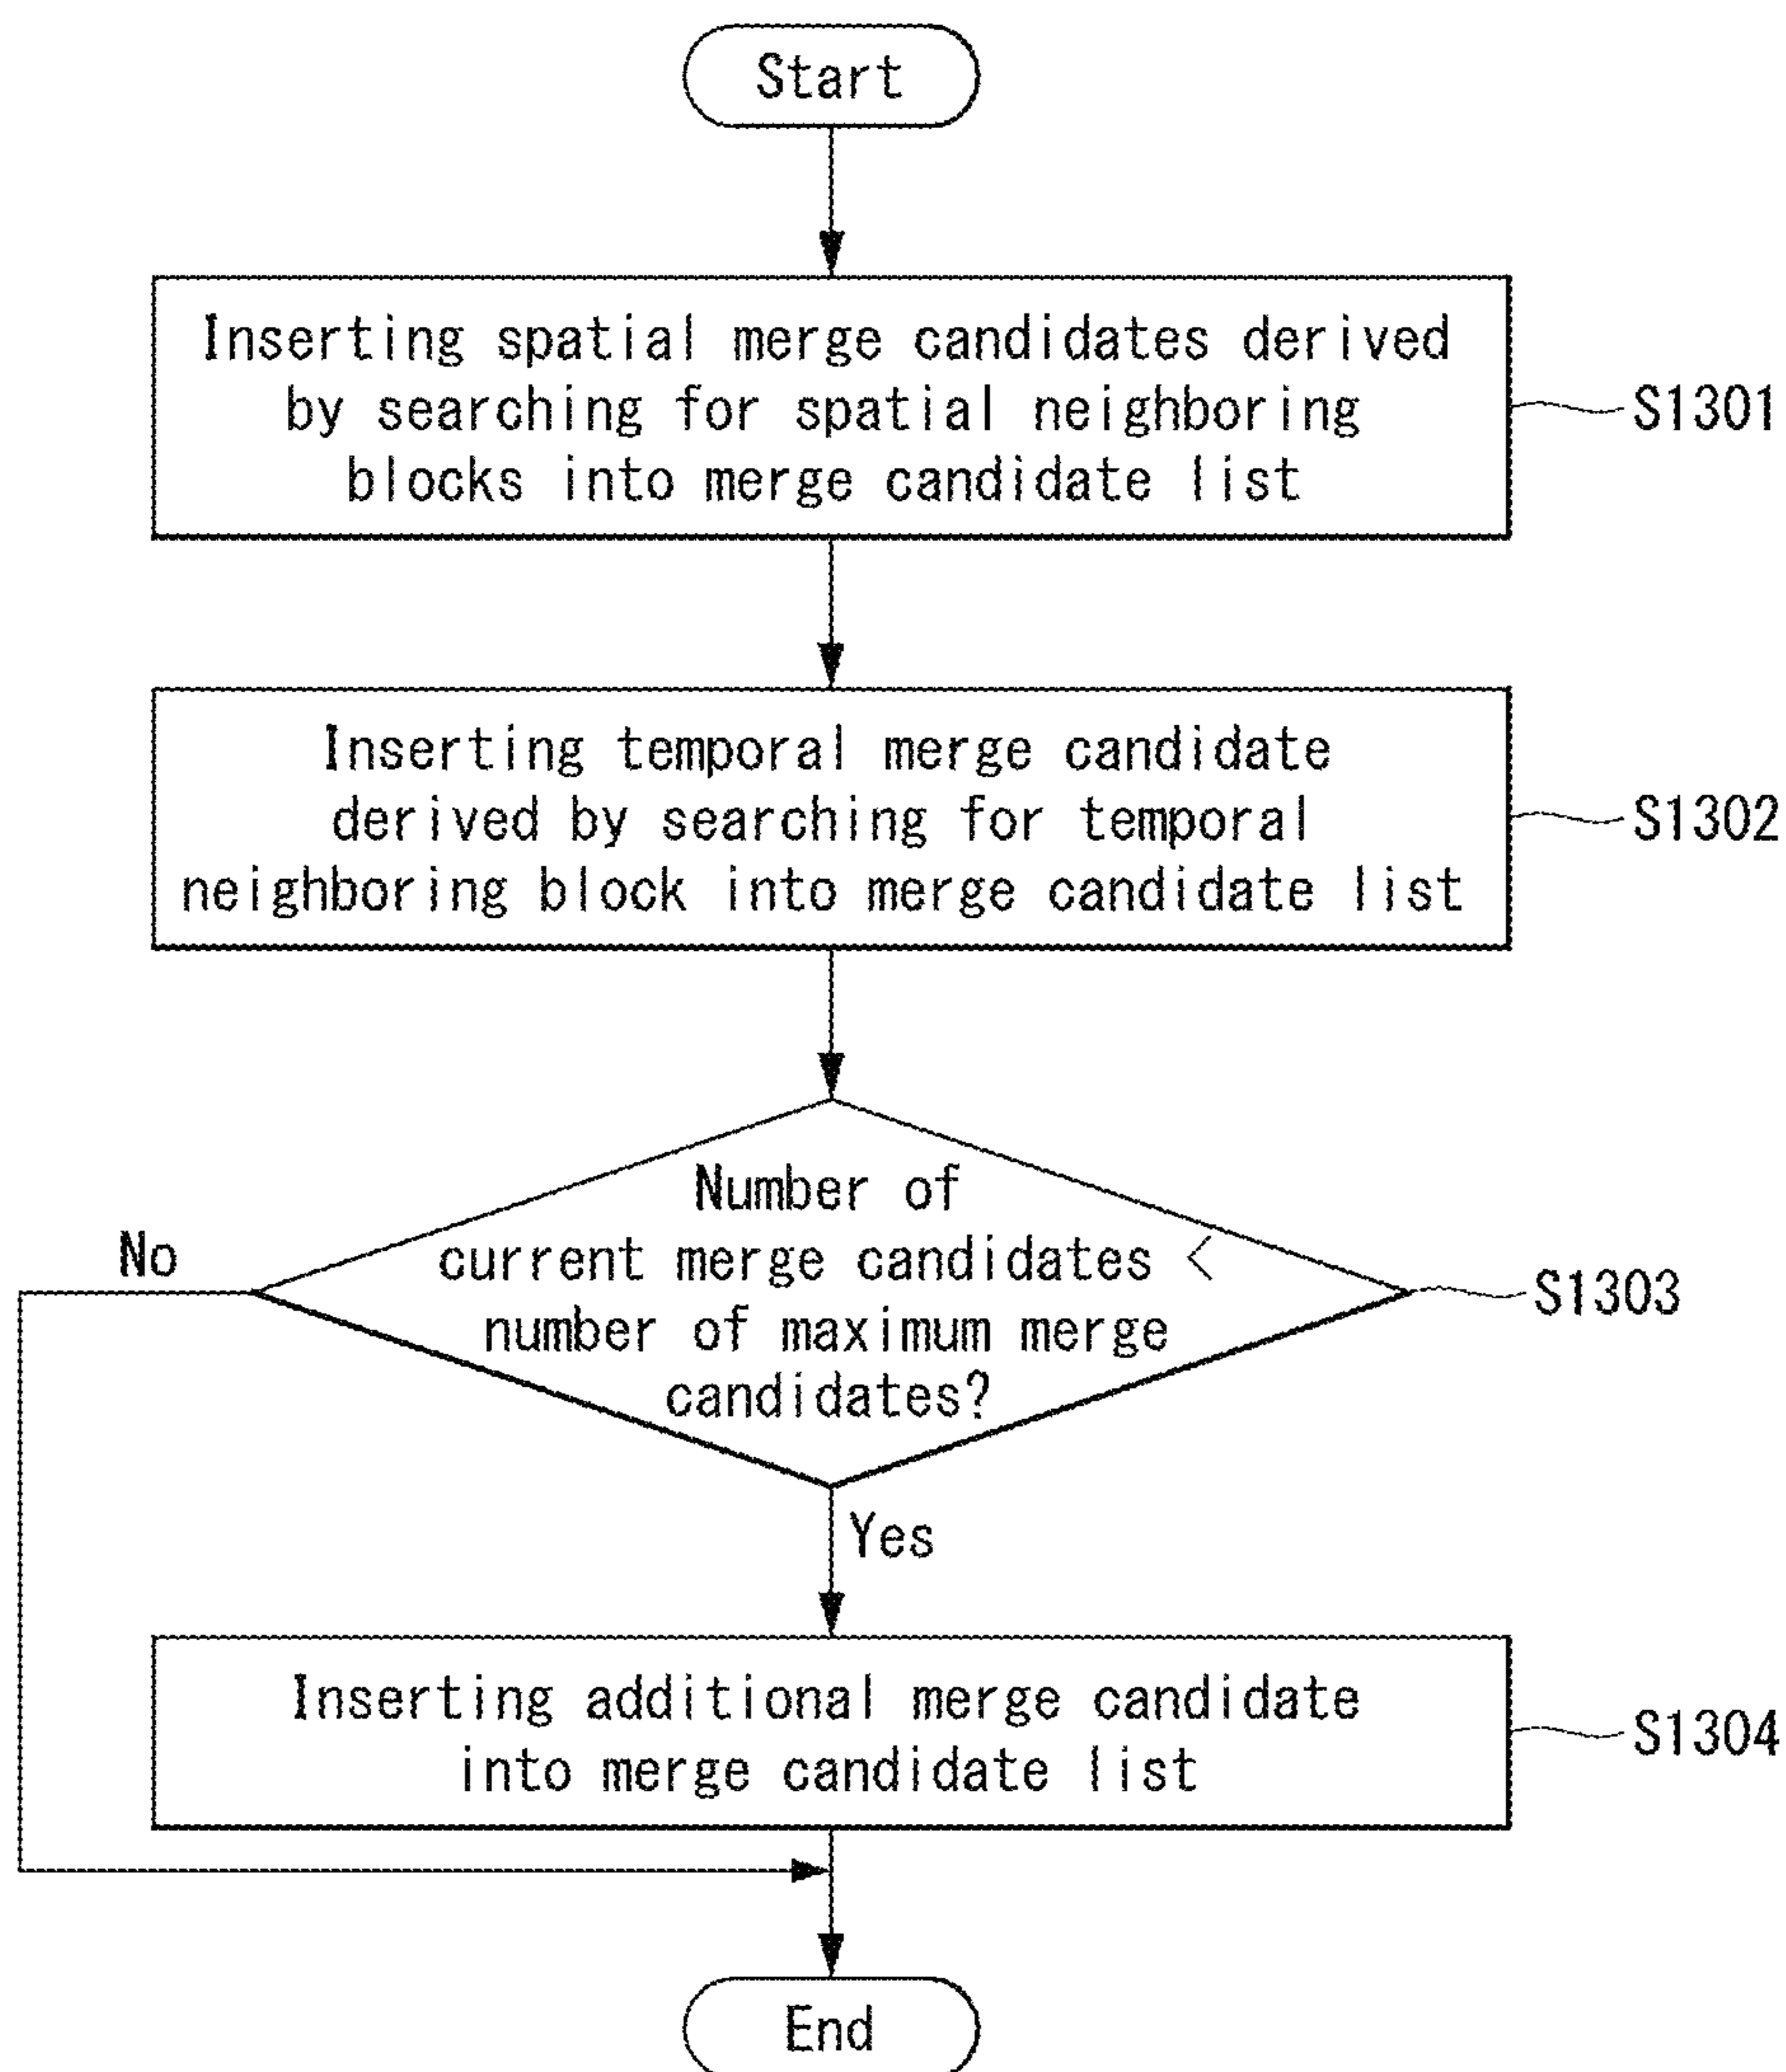 Start
Inserting spatial merge candidates derived
by searching for spatial neighboring
blocks into merge candidate list
S1301
Inserting temporal merge candidate
derived by searching for temporal
neighboring block into merge candidate list
S1302
Number of
current merge candidates <
number of maximum merge
candidates?
S1303
No
Yes
Inserting additional merge candidate
into merge candidate list
S1304
End